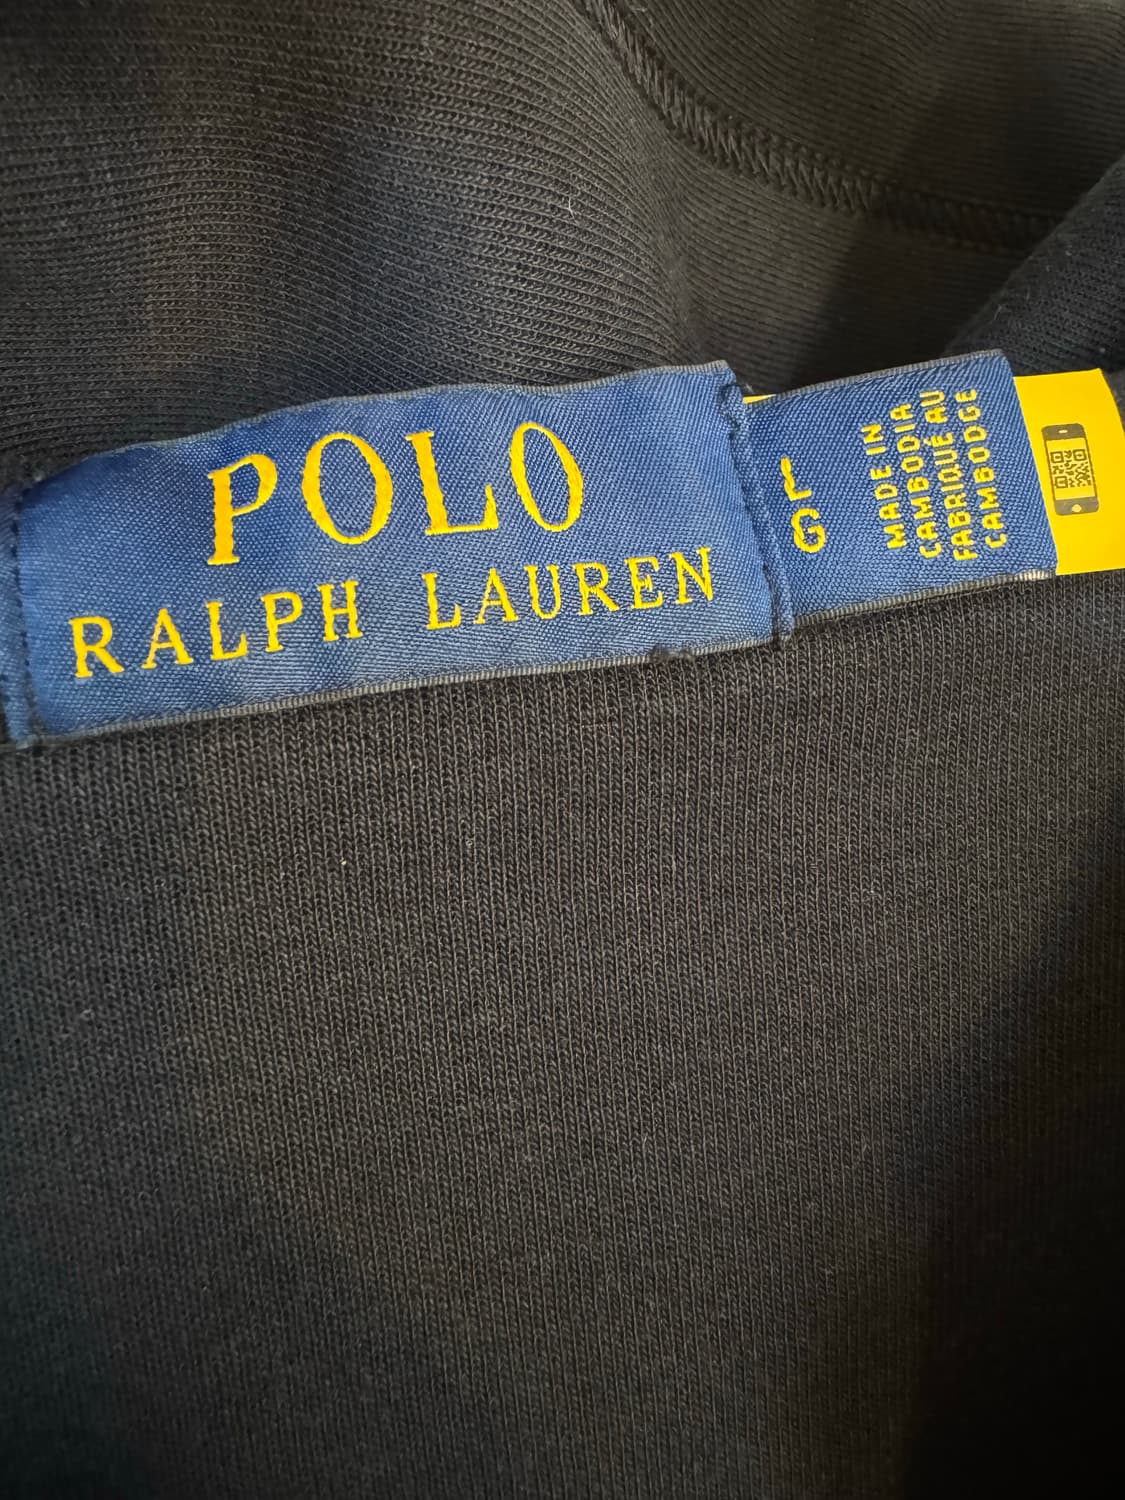 POLO
RALPH LAUREN
L
G
MADE IN
CAMBODIA
FABRIQUÉ AU
CAMBODGE